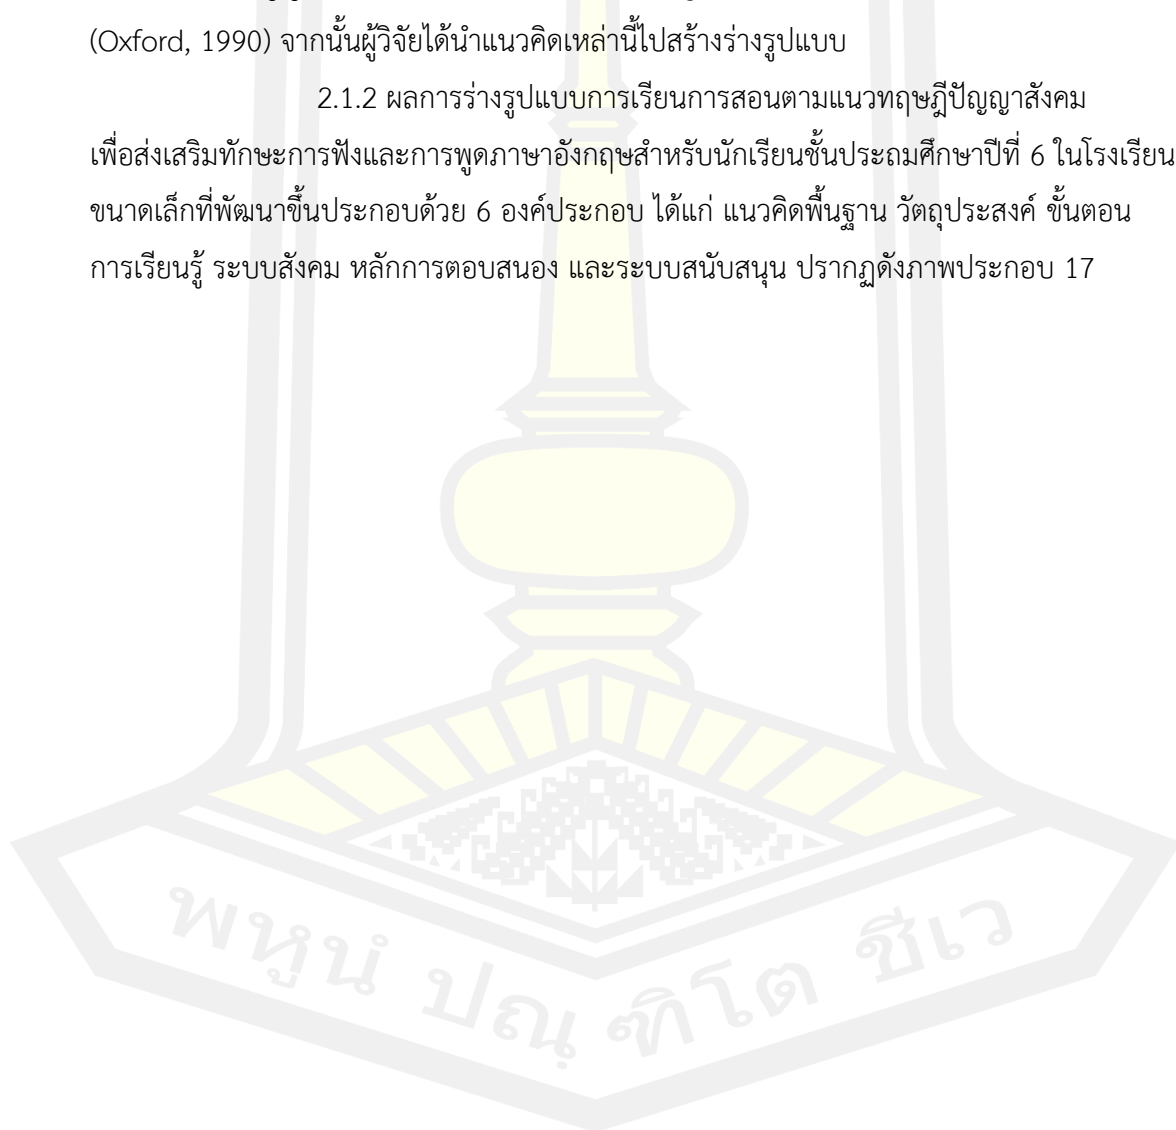 (Oxford, 1990) จากนั้นผู้วิจัยได้นำแนวคิดเหล่านี้ไปสร้างร่างรูปแบบ
2.1.2 ผลการร่างรูปแบบการเรียนการสอนตามแนวทฤษฎีปัญญาสังคม
เพื่อส่งเสริมทักษะการฟังและการพูดภาษาอังกฤษสำหรับนักเรียนชั้นประถมศึกษาปีที่ 6 ในโรงเรียน
ขนาดเล็กที่พัฒนาขึ้นประกอบด้วย 6 องค์ประกอบ ได้แก่ แนวคิดพื้นฐาน วัตถุประสงค์ ขั้นตอน
การเรียนรู้ ระบบสังคม หลักการตอบสนอง และระบบสนับสนุน ปรากฏดังภาพประกอบ 17
พหูนํ ปณฺฑิโต ชีเว